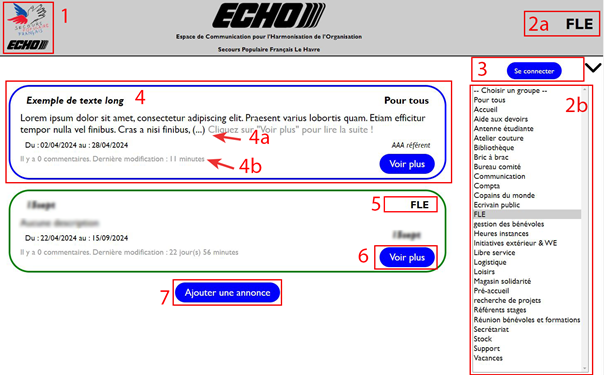 1
SECOURS POPULAIRE FRANÇAIS
ECHO
ECHO
Espace de Communication pour l'Harmonisation de l'Organisation
Secours Populaire Français Le Havre
2a
FLE
3
Se connecter
4
Exemple de texte long
Pour tous
Lorem ipsum dolor sit amet, consectetur adipiscing elit. Praesent varius lobortis quam. Etiam efficitur
tempor nulla vel finibus. Cras a nisi finibus, (...) Cliquez sur "Voir plus" pour lire la suite !
4a
Du : 02/04/2024 au : 28/04/2024
AAA référent
Il y a 0 commentaires. Dernière modification : 11 minutes
4b
Voir plus
5
FLE
Aucune description
Du : 22/04/2024 au : 15/09/2024
Il y a 0 commentaires. Dernière modification : 22 jour(s) 56 minutes
6
Voir plus
7
Ajouter une annonce
2b
-- Choisir un groupe --
Pour tous
Accueil
Aide aux devoirs
Antenne étudiante
Atelier couture
Bibliothèque
Bric à brac
Bureau comité
Communication
Compta
Copains du monde
Ecrivain public
FLE
gestion des bénévoles
Heures instances
Initiatives extérieur & WE
Libre service
Logistique
Loisirs
Magasin solidarité
Pré-accueil
recherche de projets
Référents stages
Réunion bénévoles et formations
Secrétariat
Stock
Support
Vacances